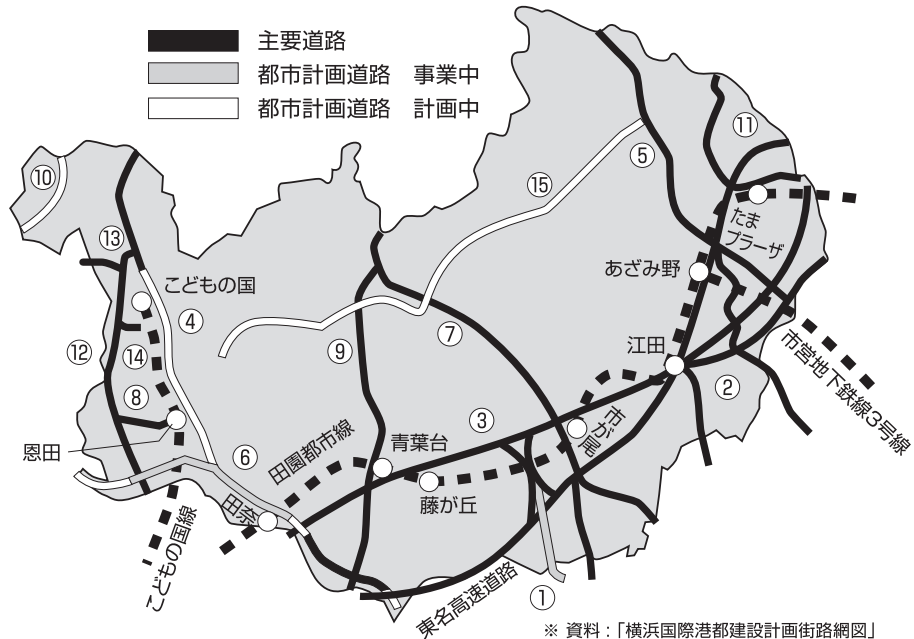 主要道路
都市計画道路 事業中
都市計画道路 計画中
⑪
⑤
⑩
⑮
たま
プラーザ
⑬
こどもの国
あざみ野
④
⑦
江田
市営地下鉄線3号線
⑫
⑭
⑨
②
⑧
③
市が尾
恩田
⑥
田園都市線
青葉台
藤が丘
田奈
こどもの国線
東名高速道路
①
※ 資料:「横浜国際港都建設計画街路網図」